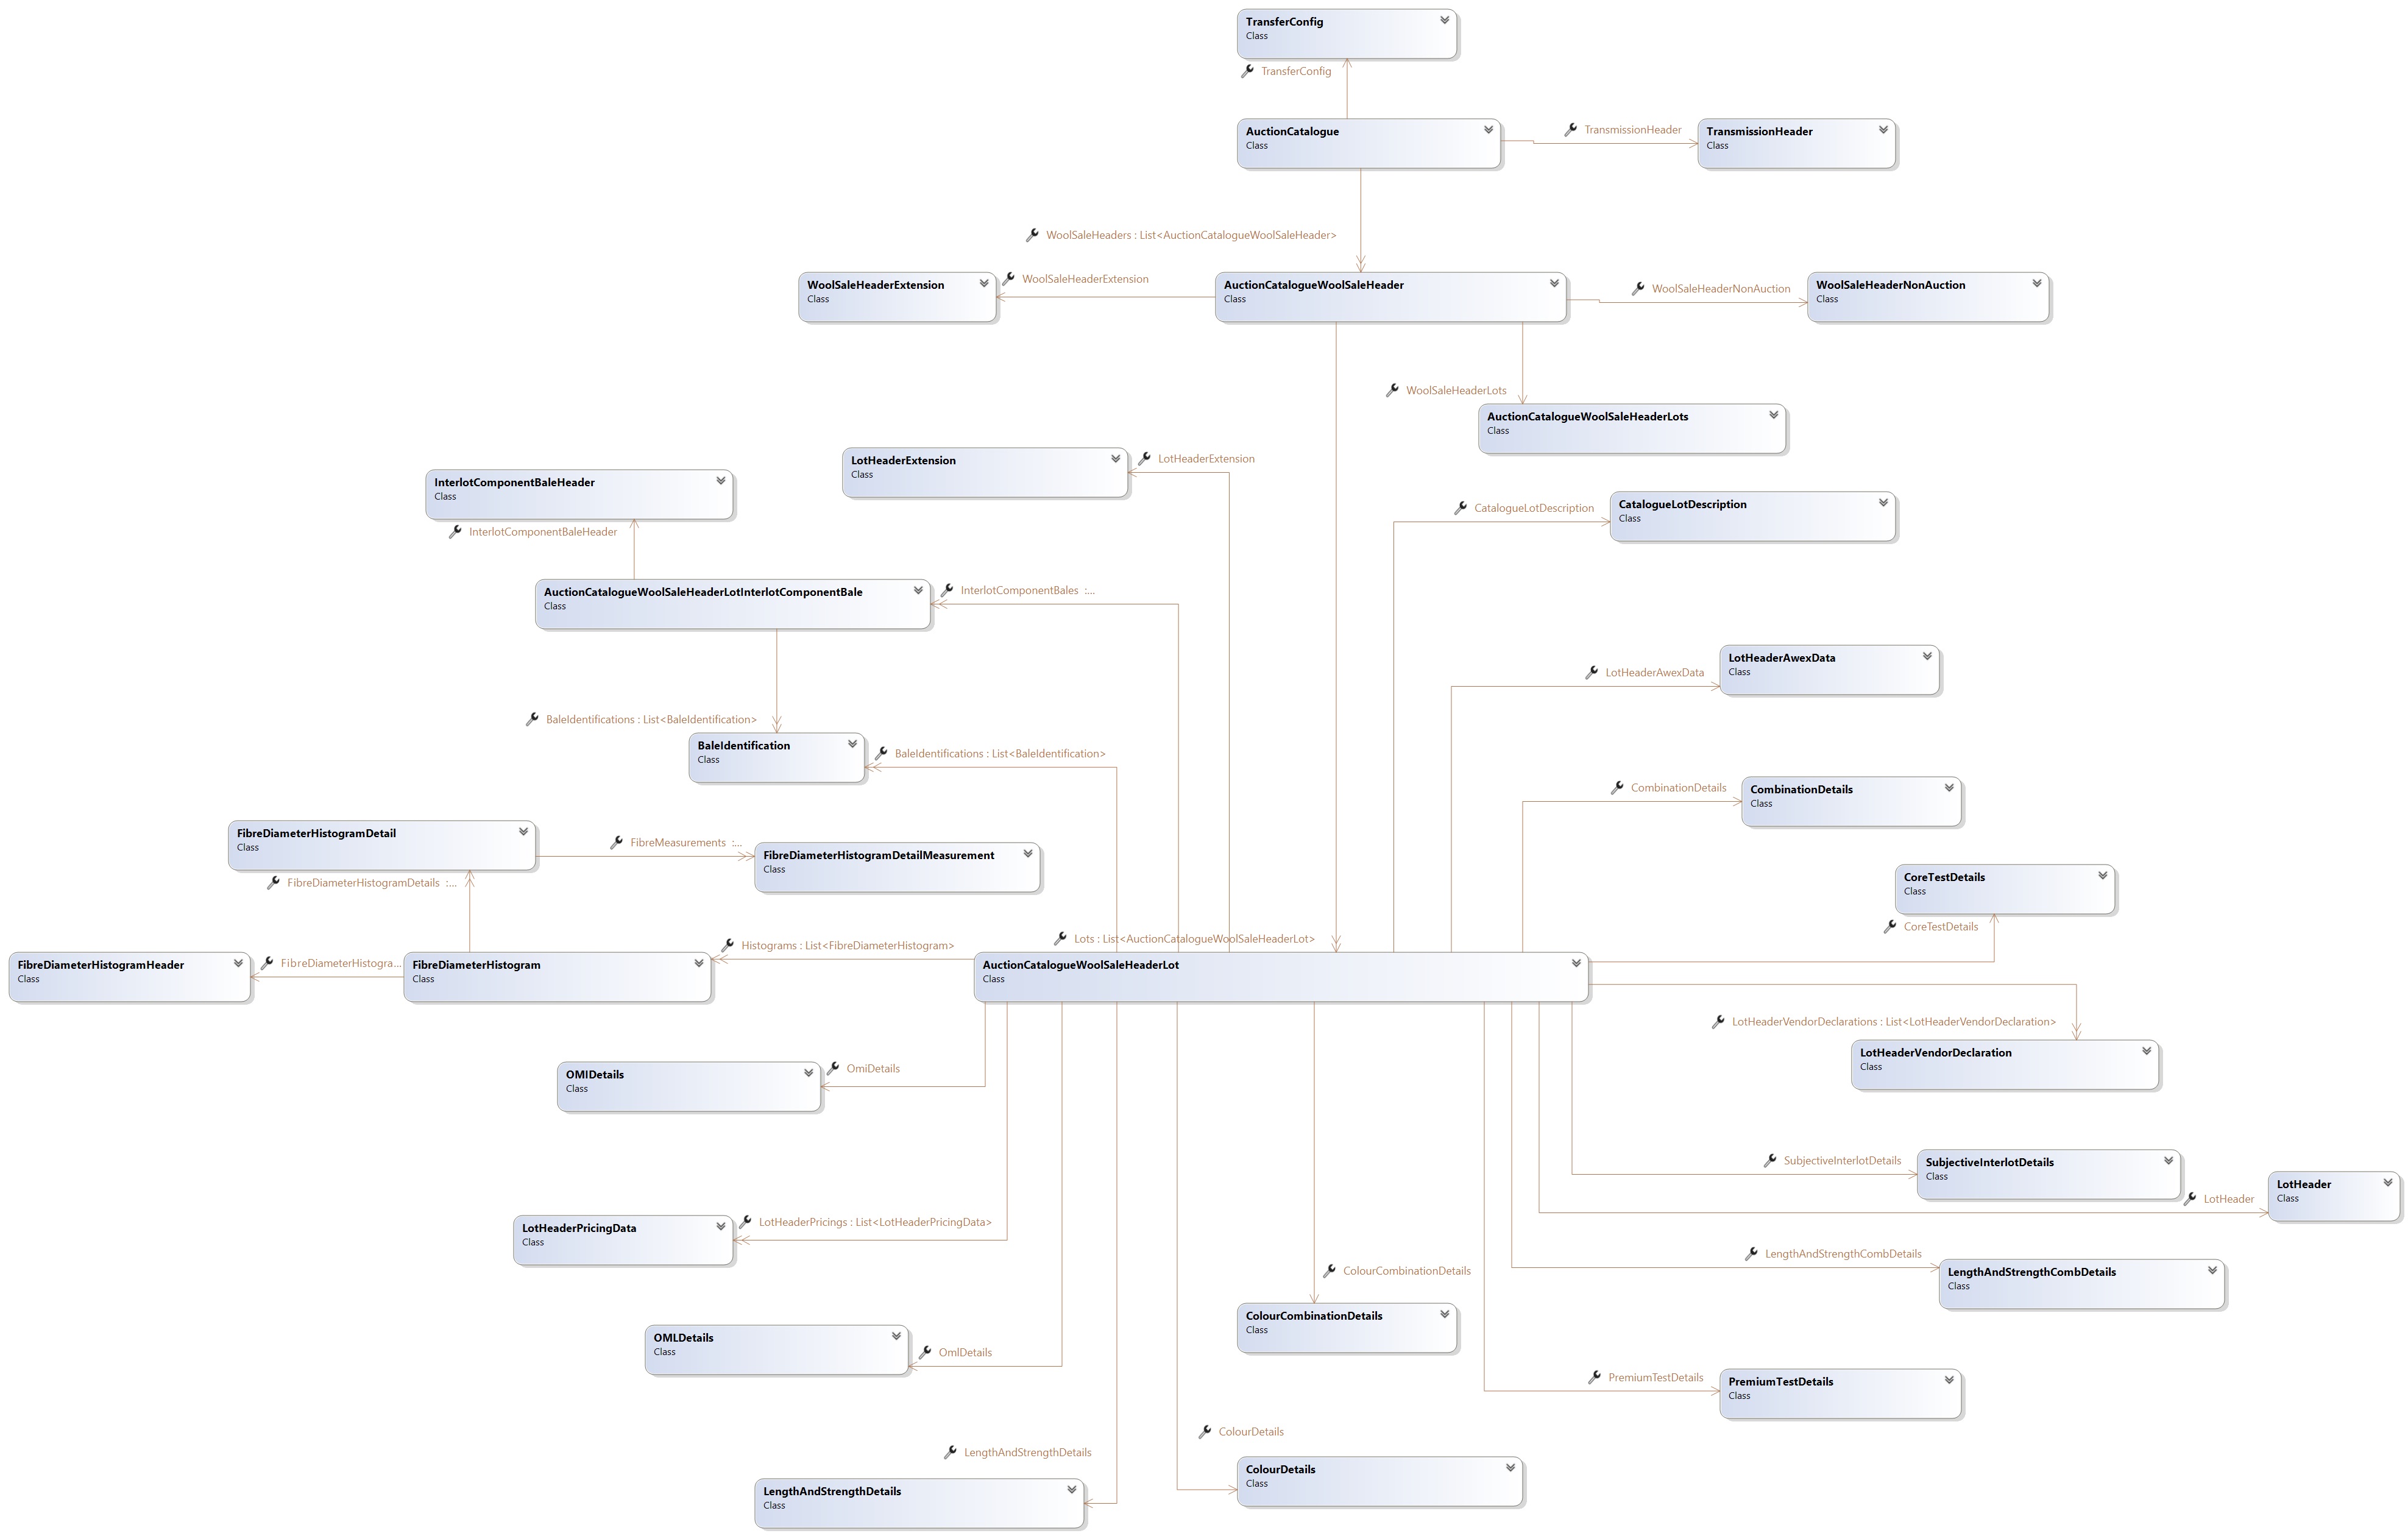 TransferConfig
Class
TransferConfig
AuctionCatalogue
Class
TransmissionHeader
TransmissionHeader
Class
WoolSaleHeaders : List<AuctionCatalogueWoolSaleHeader>
WoolSaleHeaderExtension
Class
WoolSaleHeaderExtension
AuctionCatalogueWoolSaleHeader
Class
WoolSaleHeaderNonAuction
WoolSaleHeaderNonAuction
Class
WoolSaleHeaderLots
AuctionCatalogueWoolSaleHeaderLots
Class
LotHeaderExtension
Class
LotHeaderExtension
InterlotComponentBaleHeader
Class
InterlotComponentBaleHeader
CatalogueLotDescription
CatalogueLotDescription
Class
AuctionCatalogueWoolSaleHeaderLotInterlotComponentBale
Class
InterlotComponentBales :...
LotHeaderAwexData
LotHeaderAwexData
Class
BaleIdentifications : List<BaleIdentification>
BaleIdentification
Class
BaleIdentifications : List<BaleIdentification>
CombinationDetails
CombinationDetails
Class
FibreDiameterHistogramDetail
Class
FibreMeasurements :...
FibreDiameterHistogramDetailMeasurement
Class
FibreDiameterHistogramDetails :...
CoreTestDetails
Class
CoreTestDetails
Histograms : List<FibreDiameterHistogram>
Lots : List<AuctionCatalogueWoolSaleHeaderLot>
FibreDiameterHistogramHeader
Class
FibreDiameterHistogra...
FibreDiameterHistogram
Class
AuctionCatalogueWoolSaleHeaderLot
Class
LotHeaderVendorDeclarations : List<LotHeaderVendorDeclaration>
LotHeaderVendorDeclaration
Class
OMIDetails
Class
OmiDetails
SubjectiveInterlotDetails
SubjectiveInterlotDetails
Class
LotHeader
LotHeader
Class
LotHeaderPricingData
Class
LotHeaderPricings : List<LotHeaderPricingData>
LengthAndStrengthCombDetails
LengthAndStrengthCombDetails
Class
ColourCombinationDetails
ColourCombinationDetails
Class
OMLDetails
Class
OmlDetails
PremiumTestDetails
PremiumTestDetails
Class
ColourDetails
ColourDetails
Class
LengthAndStrengthDetails
LengthAndStrengthDetails
Class